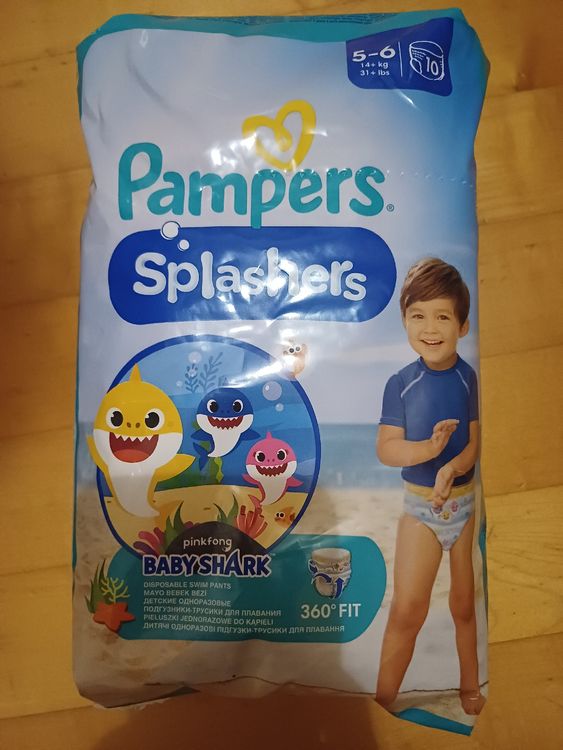 5-6
14+ kg
31+ lbs
10
Pampers®
Splashers
pinkfong
BABY SHARK™
DISPOSABLE SWIM PANTS
MAYO BEBEK BEZİ
ДЕТСКИЕ ОДНОРАЗОВЫЕ
ПОДГУЗНИКИ-ТРУСИКИ ДЛЯ ПЛАВАНИЯ
PIELUSZKI JEDNORAZOWE DO KĄPIELI
ДИТЯЧІ ОДНОРАЗОВІ ПІДГУЗКИ-ТРУСИКИ ДЛЯ ПЛАВАННЯ
360° FIT